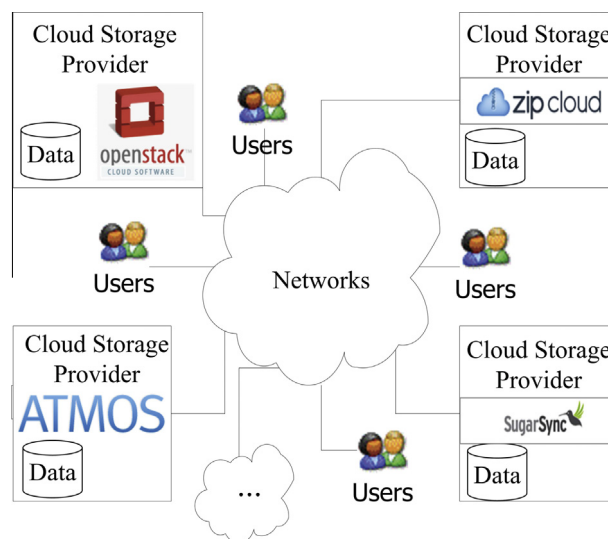 Cloud Storage
Provider
openstack™
CLOUD SOFTWARE
Data
Users
Cloud Storage
Provider
zip cloud
Data
Users
Networks
Users
Cloud Storage
Provider
ATMOS
Data
Cloud Storage
Provider
SugarSync
Data
...
Users